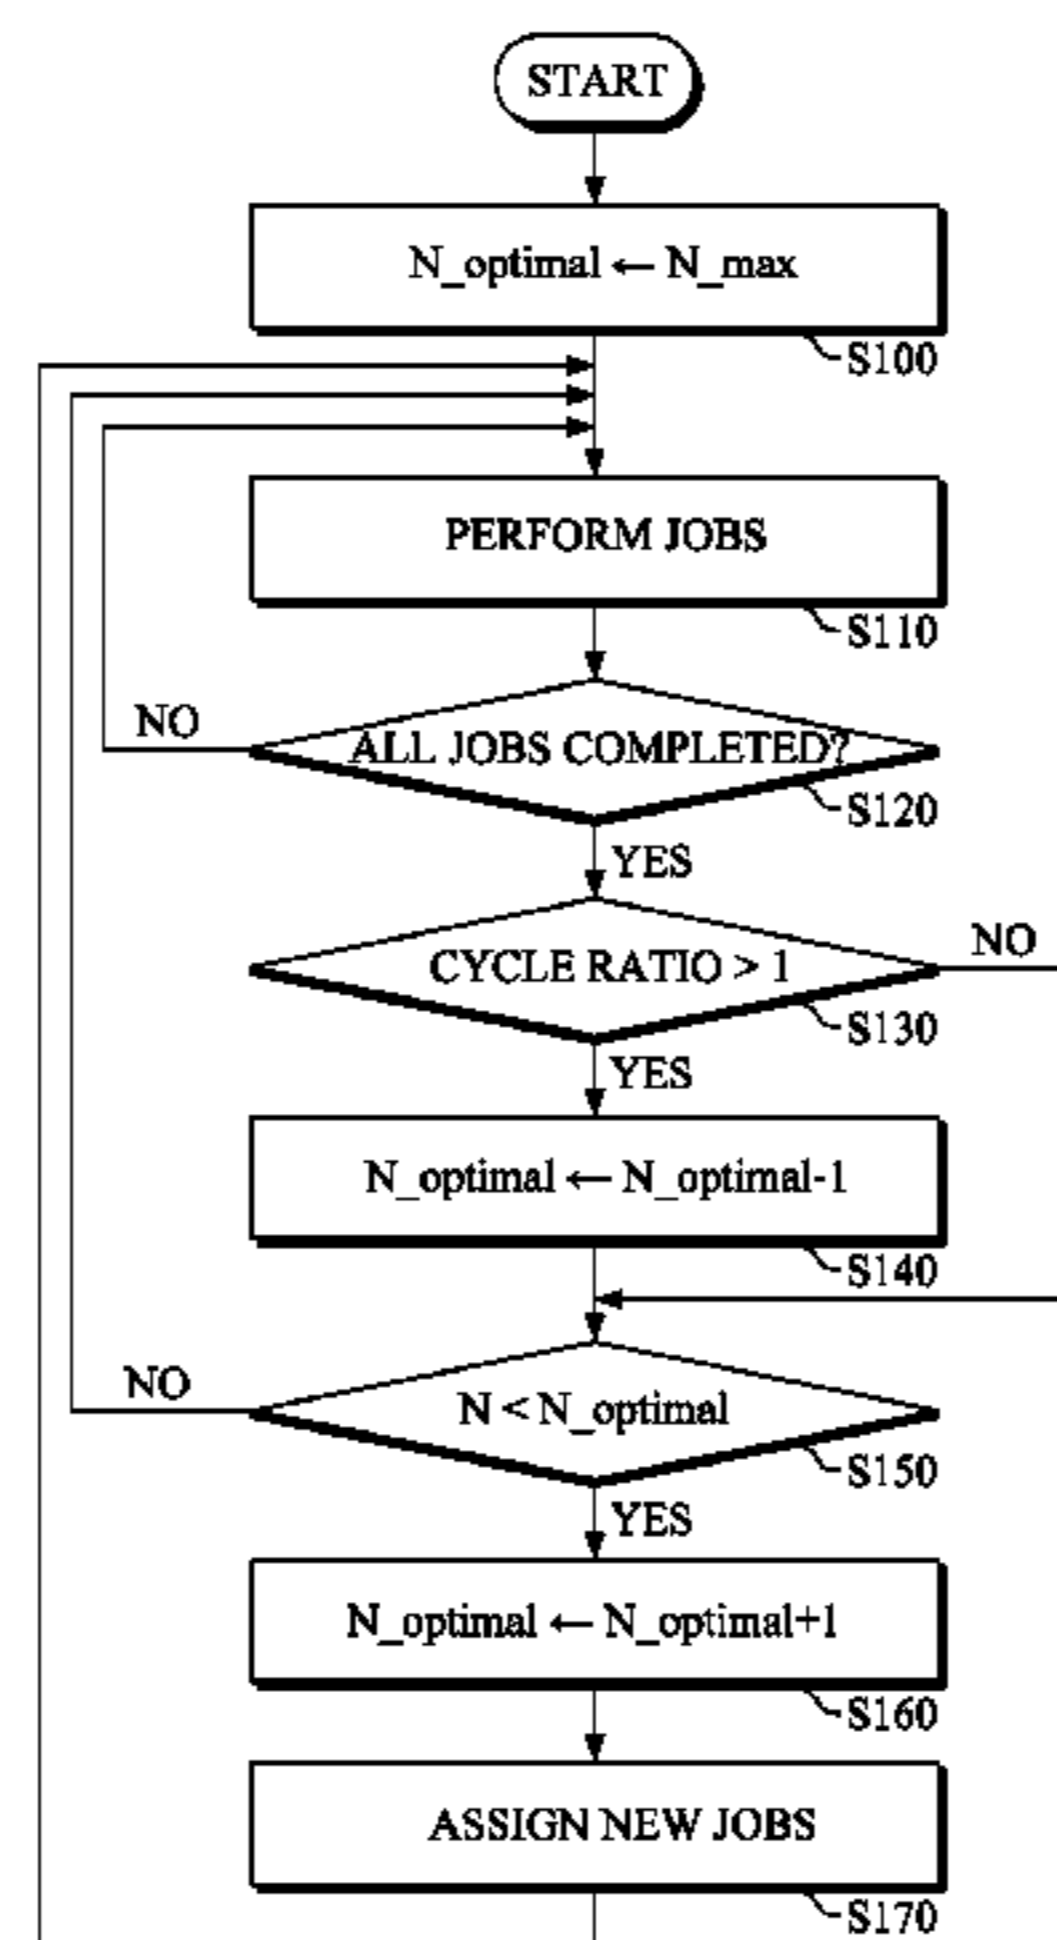 START
N_optimal ← N_max
S100
PERFORM JOBS
S110
NO
ALL JOBS COMPLETED?
S120
YES
CYCLE RATIO > 1
NO
S130
YES
N_optimal ← N_optimal-1
S140
NO
N < N_optimal
S150
YES
N_optimal ← N_optimal+1
S160
ASSIGN NEW JOBS
S170